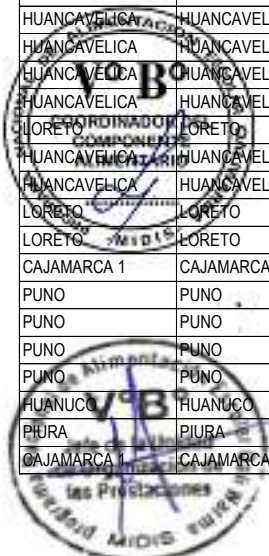 HUANCAVELICA HUANCAVEL
HUANCAVELICA HUANCAVEL
HUANCAVELICA HUANCAVEL
HUANCAVELICA HUANCAVEL
LORETO LORETO
HUANCAVELICA HUANCAVEL
HUANCAVELICA HUANCAVEL
LORETO LORETO
LORETO LORETO
CAJAMARCA 1 CAJAMARCA
PUNO PUNO
PUNO PUNO
PUNO PUNO
PUNO PUNO
HUANUCO HUANUCO
PIURA PIURA
CAJAMARCA 1 CAJAMARCA
V° B°
COORDINADOR DEL
COMPONENTE
ALIMENTARIO
MIDIS
V° B°
las Prestaciones
MIDIS